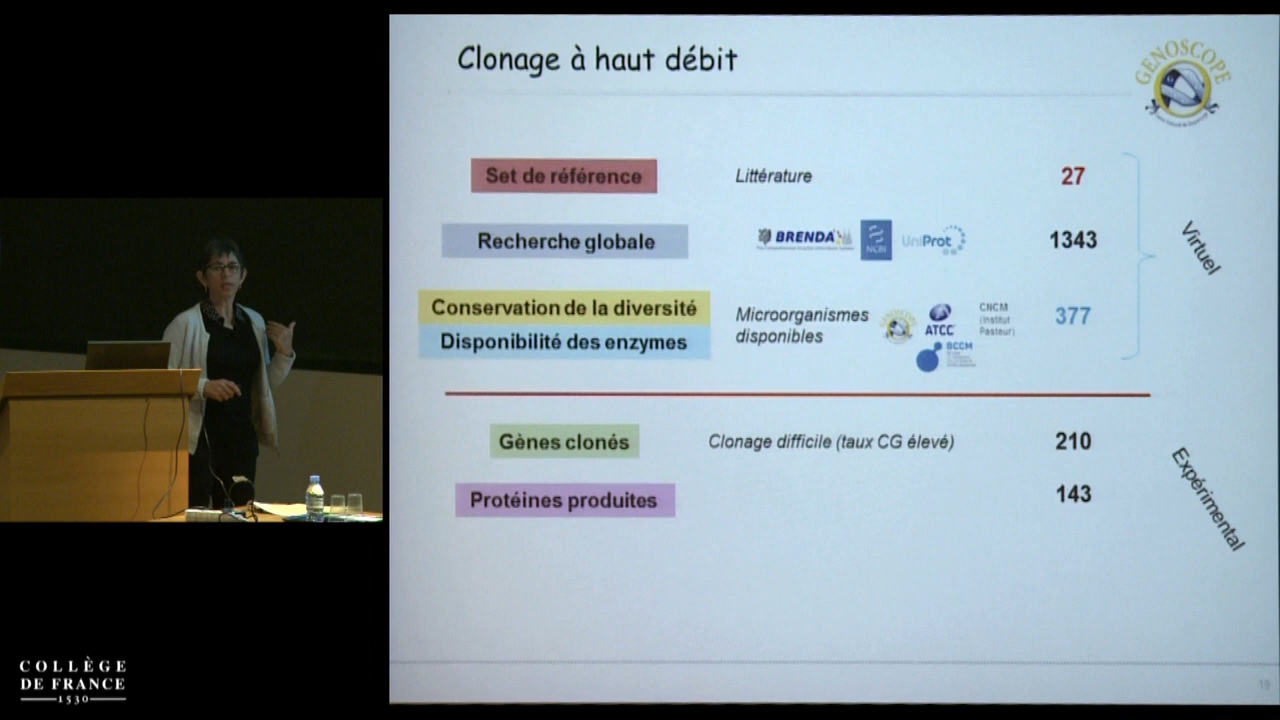 Clonage à haut débit
GENOSCOPE
Set de référence
Littérature
27
Recherche globale
BRENDA
NCBI
UniProt
1343
Virtuel
Conservation de la diversité
Disponibilité des enzymes
Microorganismes
disponibles
ATCC
CNCM
(Institut
Pasteur)
BCCM
377
Gènes clonés
Clonage difficile (taux CG élevé)
210
Protéines produites
143
Expérimental
19
COLLÈGE
DE FRANCE
1530